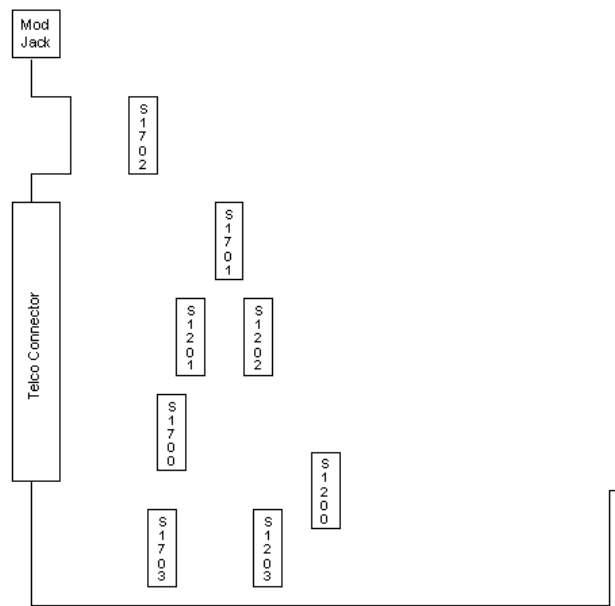 Mod
Jack
S1702
S1701
S1201
S1202
Telco Connector
S1700
S1200
S1703
S1203